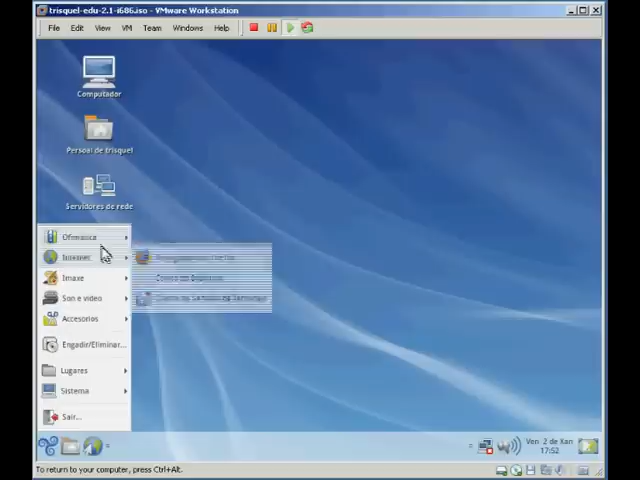 trisquel-edu-2.1-i686.iso - VMware Workstation
File Edit View VM Team Windows Help
Computador
Persoal de trisquel
Servidores de rede
Ofimática
Internet
Imaxe
Son e video
Accesorios
Engadir/Eliminar...
Lugares
Sistema
Sair...
Ven 2 de Xan
17:52
To return to your computer, press Ctrl+Alt.